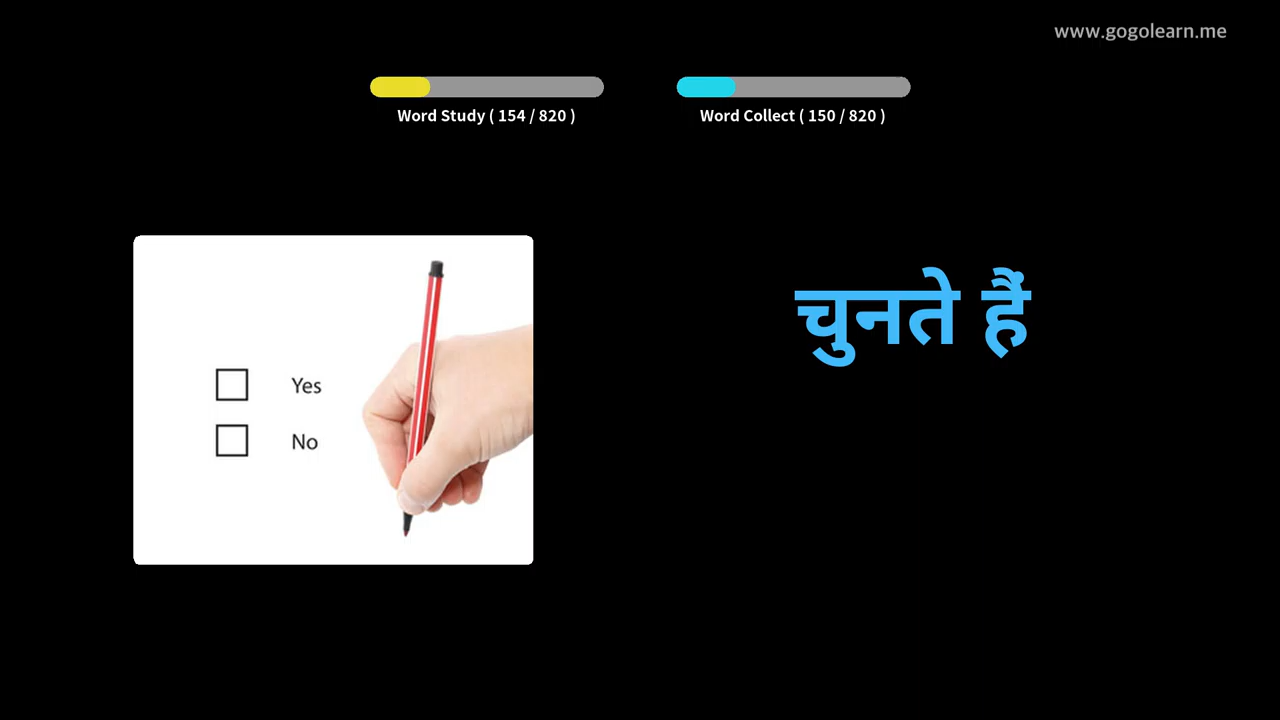 www.gogolearn.me
Word Study ( 154 / 820 )
Word Collect ( 150 / 820 )
चुनते हैं
Yes
No